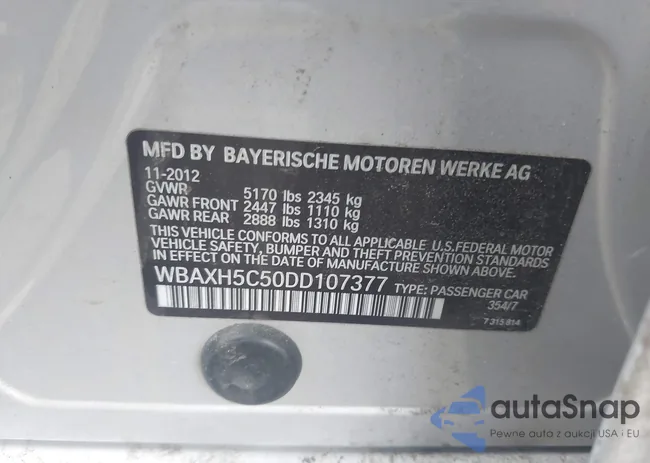 MFD BY BAYERISCHE MOTOREN WERKE AG
11-2012
GVWR 5170 lbs 2345 kg
GAWR FRONT 2447 lbs 1110 kg
GAWR REAR 2888 lbs 1310 kg
THIS VEHICLE CONFORMS TO ALL APPLICABLE U.S. FEDERAL MOTOR
VEHICLE SAFETY, BUMPER AND THEFT PREVENTION STANDARDS
IN EFFECT ON THE DATE OF MANUFACTURE SHOWN ABOVE.
WBAXH5C50DD107377 TYPE: PASSENGER CAR
354/7
7 315 814
autaSnap
Pewne auta z aukcji USA i EU